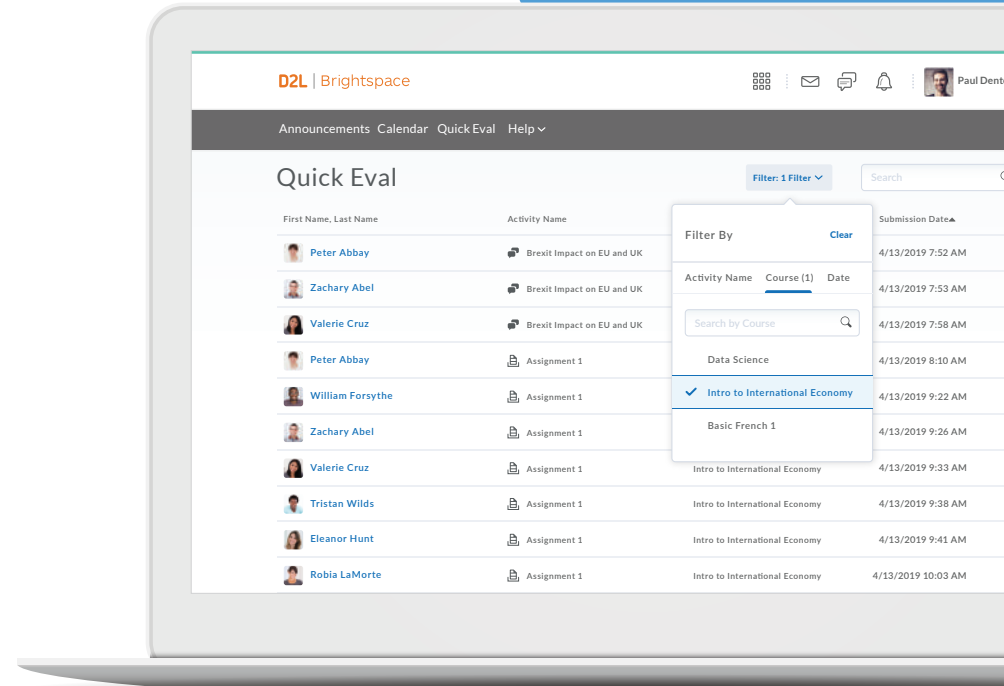 D2L | Brightspace
Paul Dent
Announcements Calendar Quick Eval Help
Quick Eval
Filter: 1 Filter
Search
First Name, Last Name
Activity Name
Submission Date
Filter By
Clear
Activity Name Course (1) Date
Search by Course
Data Science
Intro to International Economy
Basic French 1
Peter Abbay Brexit Impact on EU and UK 4/13/2019 7:52 AM
Zachary Abel Brexit Impact on EU and UK 4/13/2019 7:53 AM
Valerie Cruz Brexit Impact on EU and UK 4/13/2019 7:58 AM
Peter Abbay Assignment 1 4/13/2019 8:10 AM
William Forsythe Assignment 1 4/13/2019 9:22 AM
Zachary Abel Assignment 1 4/13/2019 9:26 AM
Valerie Cruz Assignment 1 Intro to International Economy 4/13/2019 9:33 AM
Tristan Wilds Assignment 1 Intro to International Economy 4/13/2019 9:38 AM
Eleanor Hunt Assignment 1 Intro to International Economy 4/13/2019 9:41 AM
Robia LaMorte Assignment 1 Intro to International Economy 4/13/2019 10:03 AM